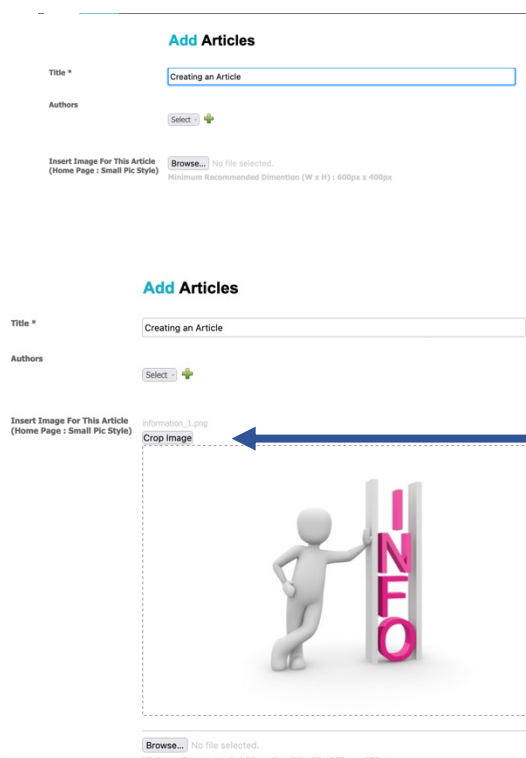 Add Articles
Title *
Creating an Article
Authors
Select
Insert Image For This Article
(Home Page : Small Pic Style)
Browse... No file selected.
Minimum Recommended Dimention (W x H) : 600px x 400px
Add Articles
Title *
Creating an Article
Authors
Select
Insert Image For This Article
(Home Page : Small Pic Style)
information_1.png
Crop Image
INFO
Browse... No file selected.